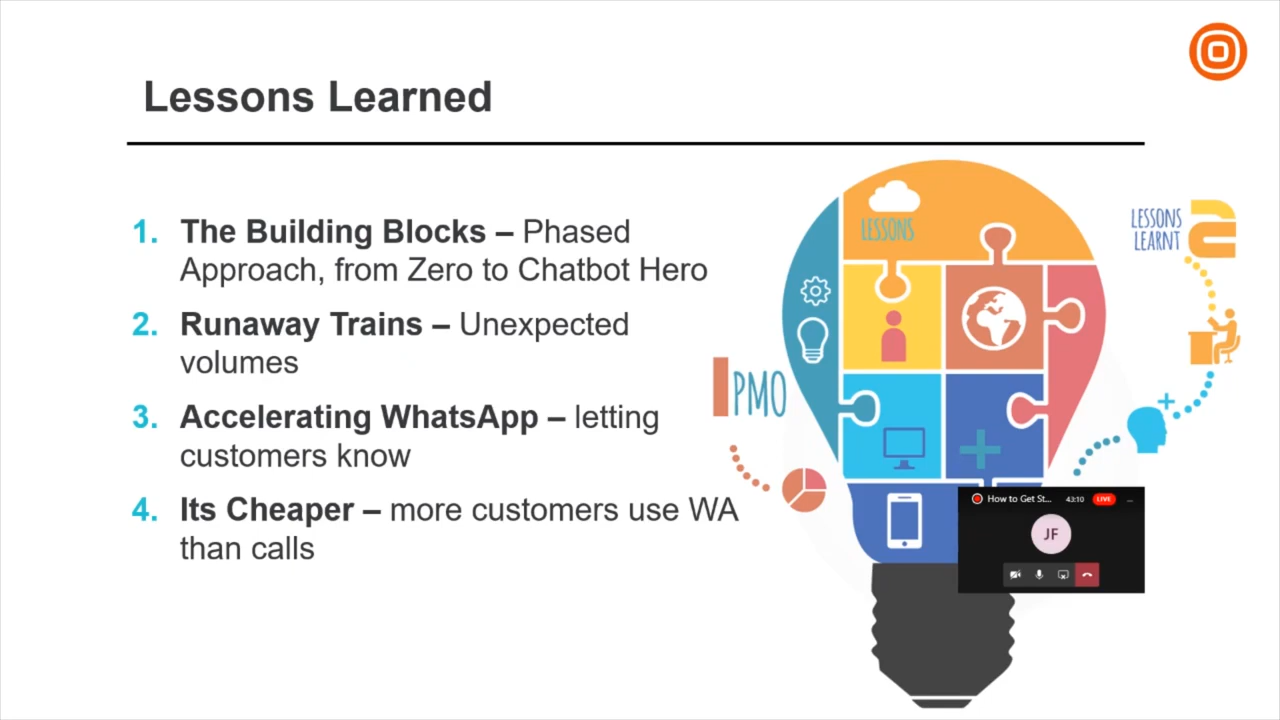 Lessons Learned
1. The Building Blocks – Phased
Approach, from Zero to Chatbot Hero
2. Runaway Trains – Unexpected
volumes
3. Accelerating WhatsApp – letting
customers know
4. Its Cheaper – more customers use WA
than calls
LESSONS
LESSONS
LEARNT
PMO
How to Get St...
43:10
LIVE
...
JF